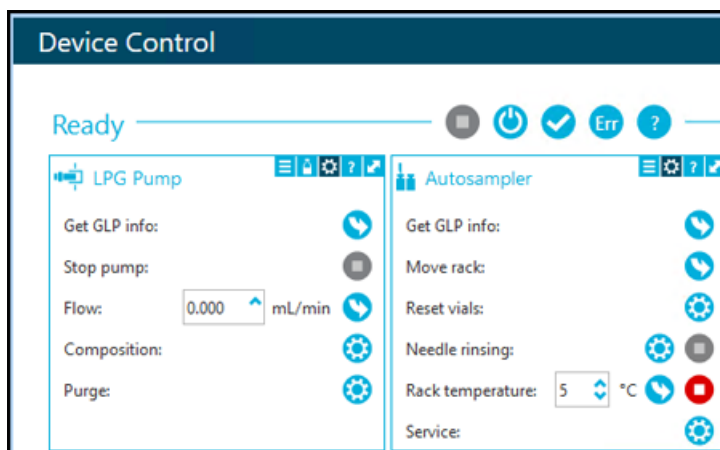 Device Control
Ready
Err ?
LPG Pump
?
Get GLP info:
Stop pump:
Flow: 0.000 mL/min
Composition:
Purge:
Autosampler
?
Get GLP info:
Move rack:
Reset vials:
Needle rinsing:
Rack temperature: 5 °C
Service: